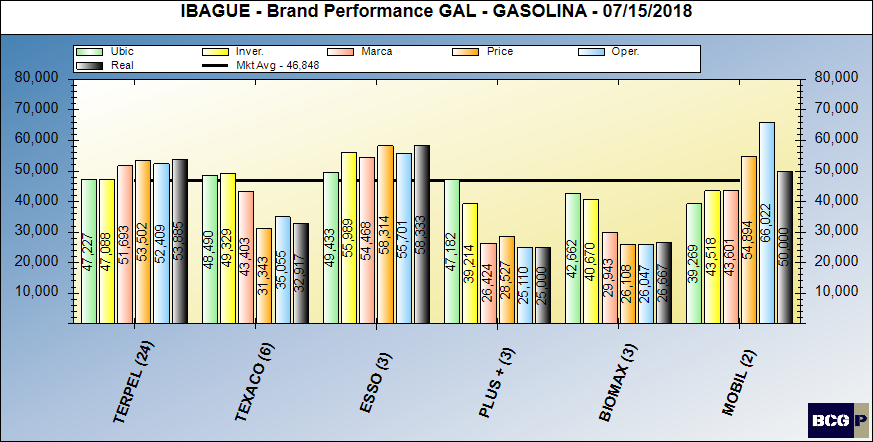 IBAGUE - Brand Performance GAL - GASOLINA - 07/15/2018
Ubic Inver. Marca Price Oper.
Real Mkt Avg - 46,848
80,000 80,000
70,000 70,000
60,000 60,000
50,000 50,000
40,000 40,000
30,000 30,000
20,000 20,000
10,000 10,000
47,227 47,088 51,693 53,502 52,409 53,885
48,490 49,329 43,403 31,343 35,055 32,917
49,433 55,989 54,468 58,314 55,701 58,333
47,182 39,214 26,424 28,527 25,110 25,000
42,662 40,670 29,943 26,108 26,047 26,667
39,269 43,518 43,601 54,894 66,022 50,000
TERPEL (24)
TEXACO (6)
ESSO (3)
PLUS + (3)
BIOMAX (3)
MOBIL (2)
BCG P